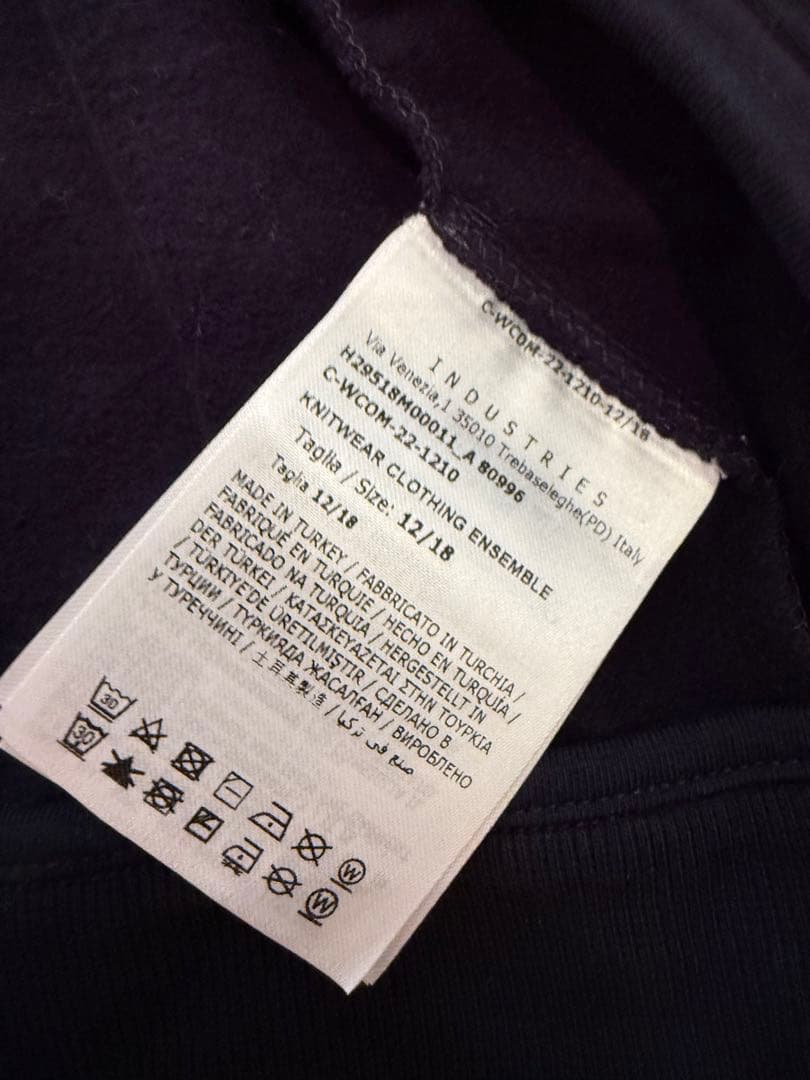 C-WCOM-22-1210-12/18
INDUSTRIES
Via Venezia,1 35010 Trebaseleghe(PD) Italy
H29518M00011_A 80996
C-WCOM-22-1210
KNITWEAR CLOTHING ENSEMBLE
Taglia / Size: 12/18
Taglia 12/18
MADE IN TURKEY / FABBRICATO IN TURCHIA /
FABRIQUÉ EN TURQUIE / HECHO EN TURQUÍA /
FABRICADO NA TURQUIA / HERGESTELLT IN
DER TÜRKEI / ΚΑΤΑΣΚΕΥΑΖΕΤΑΙ ΣΤΗΝ ΤΟΥΡΚΙΑ
/ TÜRKIYE'DE ÜRETILMIŞTIR / СДЕЛАНО В
ТУРЦИИ / ТҮРКИЯДА ЖАСАЛҒАН / ВИРОБЛЕНО
У ТУРЕЧЧИНІ / 土耳其製造 / صنع في تركيا
30
W
30
W